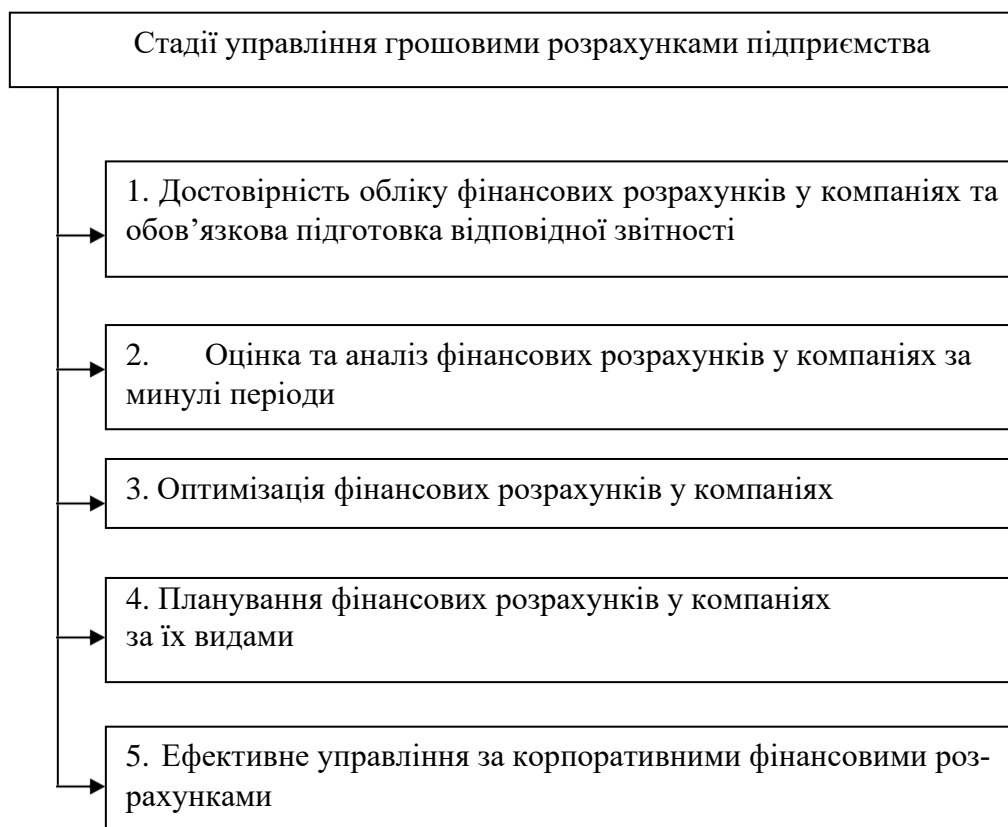 Стадії управління грошовими розрахунками підприємства
1. Достовірність обліку фінансових розрахунків у компаніях та
обов’язкова підготовка відповідної звітності
2. Оцінка та аналіз фінансових розрахунків у компаніях за
минулі періоди
3. Оптимізація фінансових розрахунків у компаніях
4. Планування фінансових розрахунків у компаніях
за їх видами
5. Ефективне управління за корпоративними фінансовими роз-
рахунками